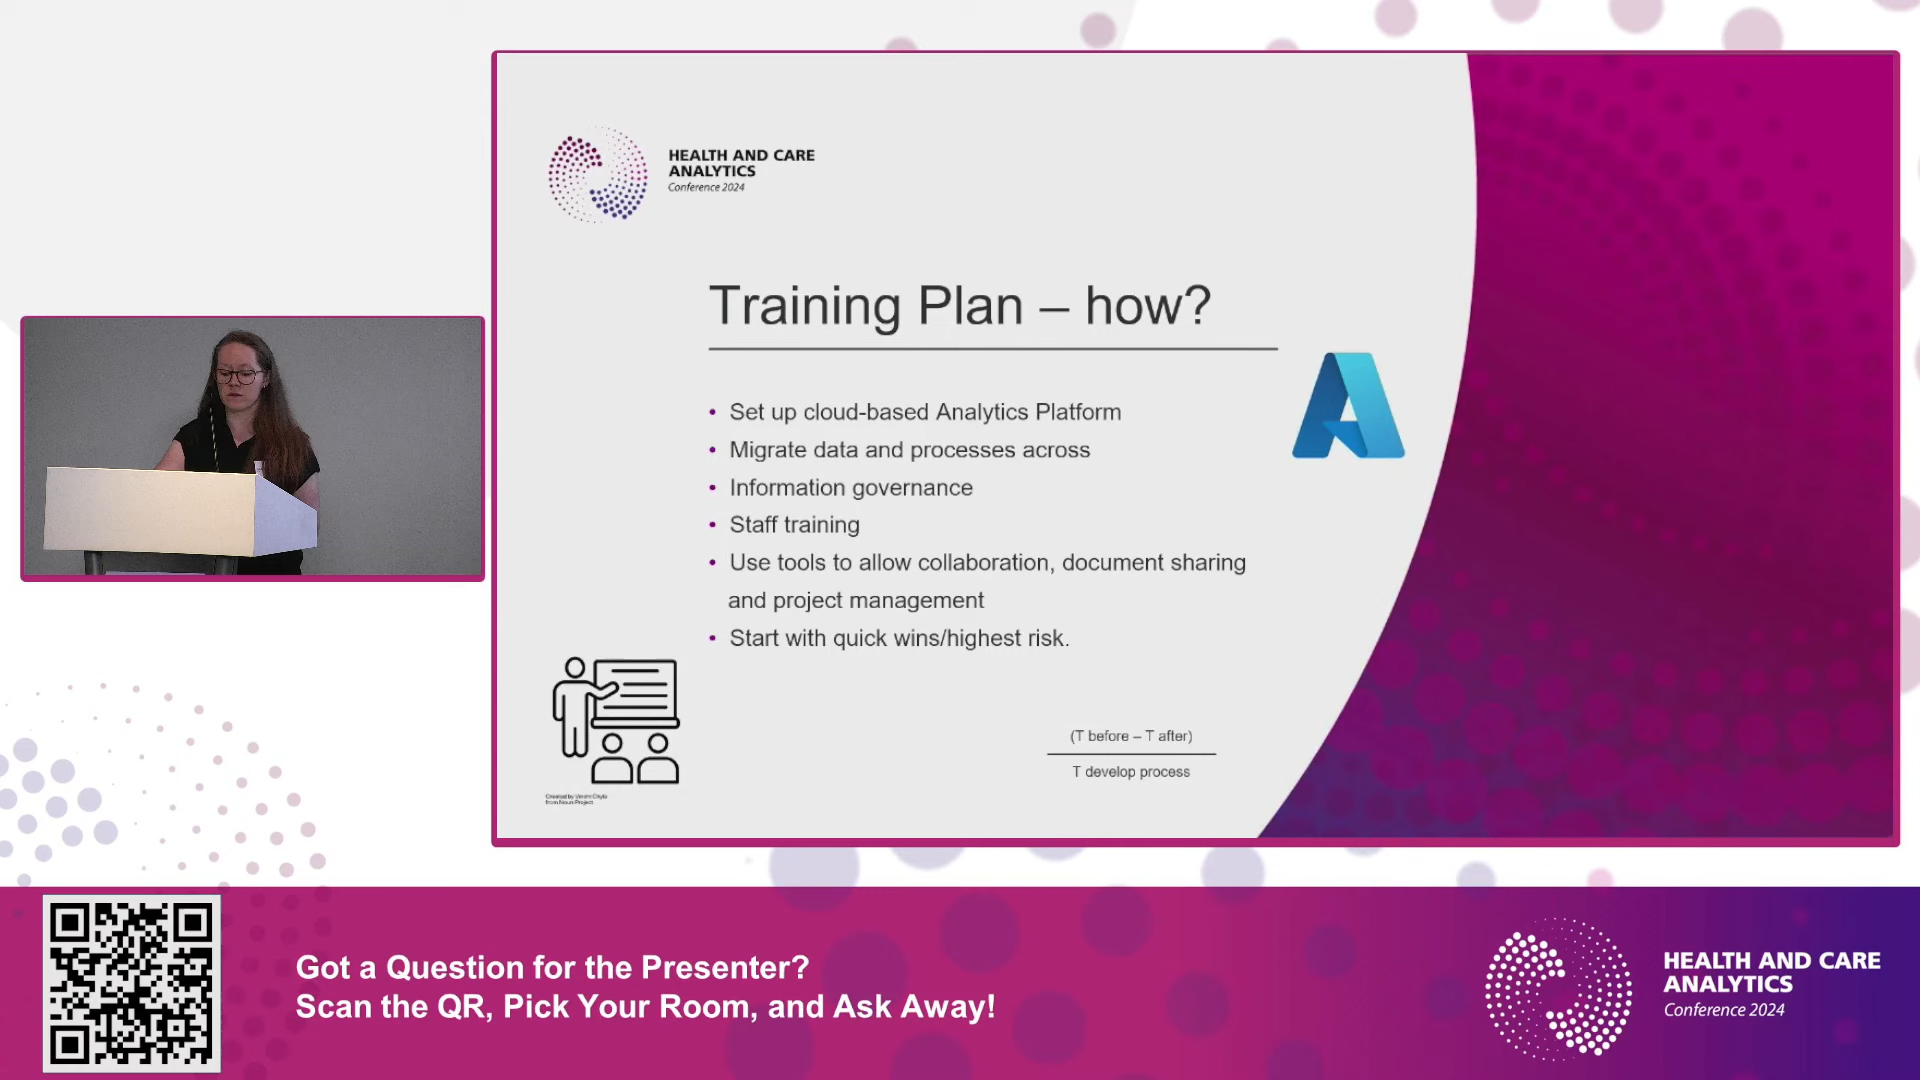 HEALTH AND CARE
ANALYTICS
Conference 2024
Training Plan – how?
• Set up cloud-based Analytics Platform
• Migrate data and processes across
• Information governance
• Staff training
• Use tools to allow collaboration, document sharing
and project management
• Start with quick wins/highest risk.
(T before – T after)
T develop process
from Noun Project
Got a Question for the Presenter?
Scan the QR, Pick Your Room, and Ask Away!
HEALTH AND CARE
ANALYTICS
Conference 2024